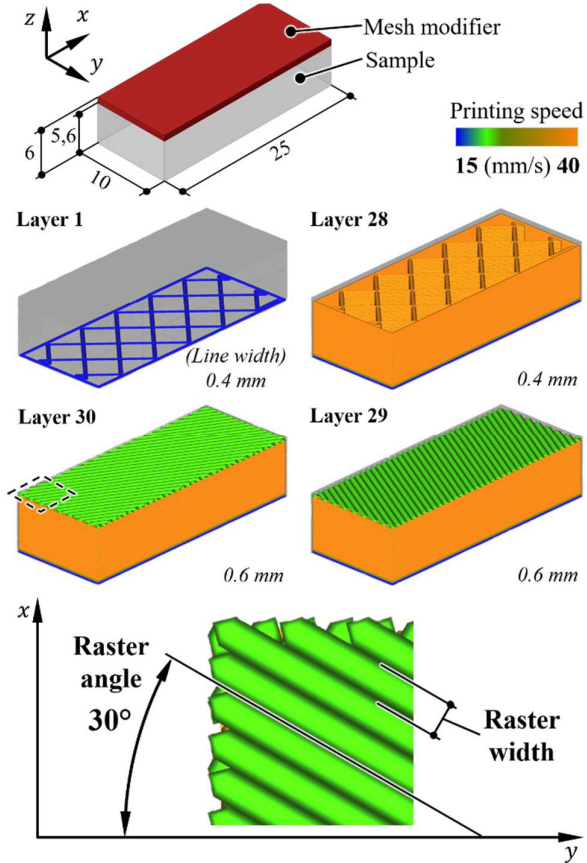 z
x
y
Mesh modifier
Sample
6
5,6
10
25
Printing speed
15 (mm/s) 40
Layer 1
(Line width)
0.4 mm
Layer 28
0.4 mm
Layer 30
0.6 mm
Layer 29
0.6 mm
x
Raster
angle
30°
Raster
width
y